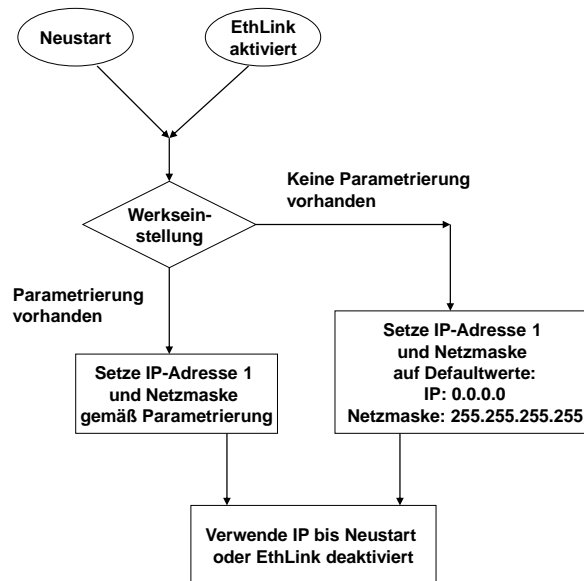 Neustart
EthLink
aktiviert
Keine Parametrierung
vorhanden
Werksein-
stellung
Parametrierung
vorhanden
Setze IP-Adresse 1
und Netzmaske
gemäß Parametrierung
Setze IP-Adresse 1
und Netzmaske
auf Defaultwerte:
IP: 0.0.0.0
Netzmaske: 255.255.255.255
Verwende IP bis Neustart
oder EthLink deaktiviert